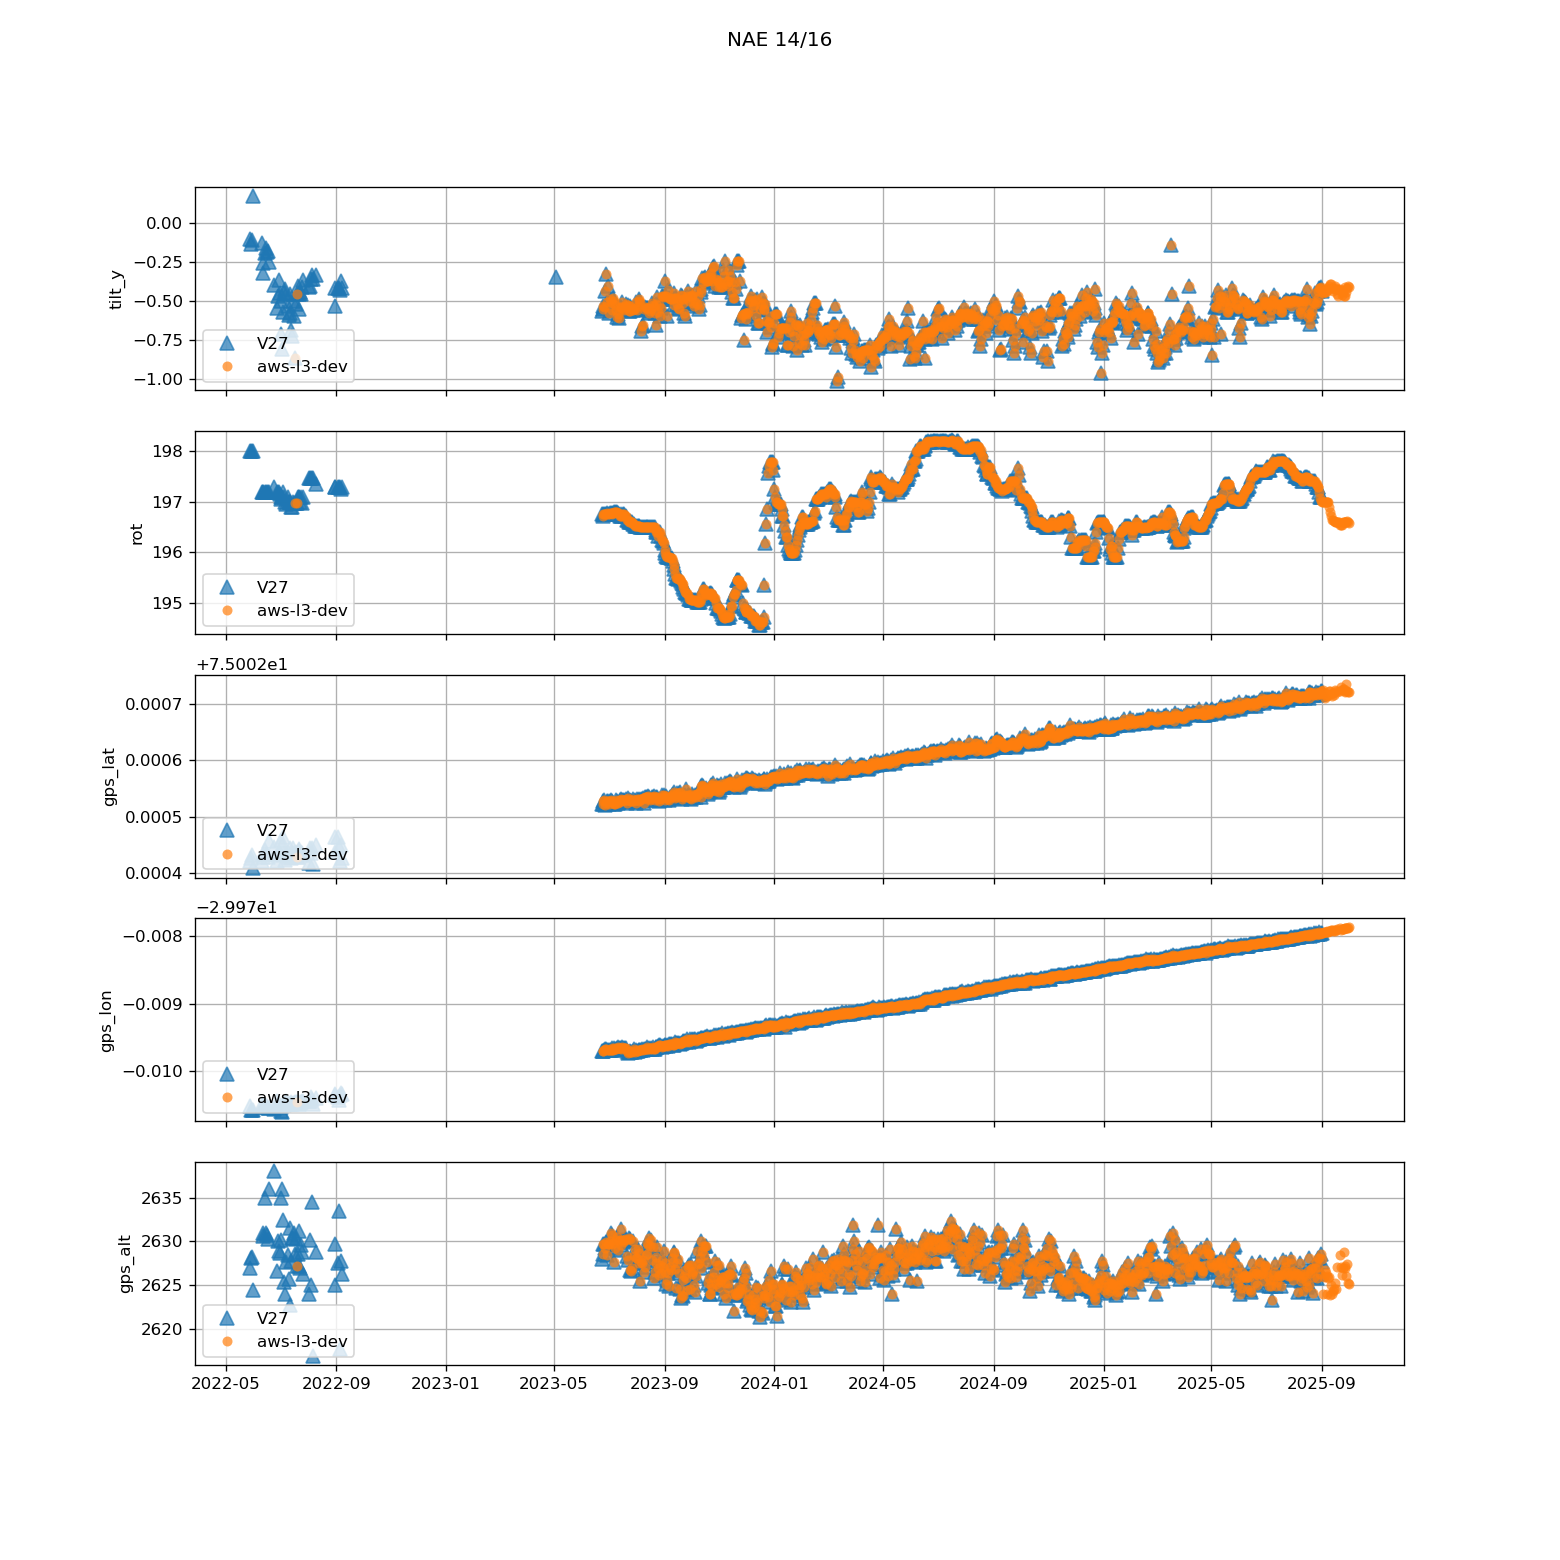 NAE 14/16
tilt_y
0.00
−0.25
−0.50
−0.75
−1.00
V27
aws-l3-dev
rot
198
197
196
195
V27
aws-l3-dev
+7.5002e1
gps_lat
0.0007
0.0006
0.0005
0.0004
V27
aws-l3-dev
−2.997e1
gps_lon
−0.008
−0.009
−0.010
V27
aws-l3-dev
gps_alt
2635
2630
2625
2620
V27
aws-l3-dev
2022-05 2022-09 2023-01 2023-05 2023-09 2024-01 2024-05 2024-09 2025-01 2025-05 2025-09